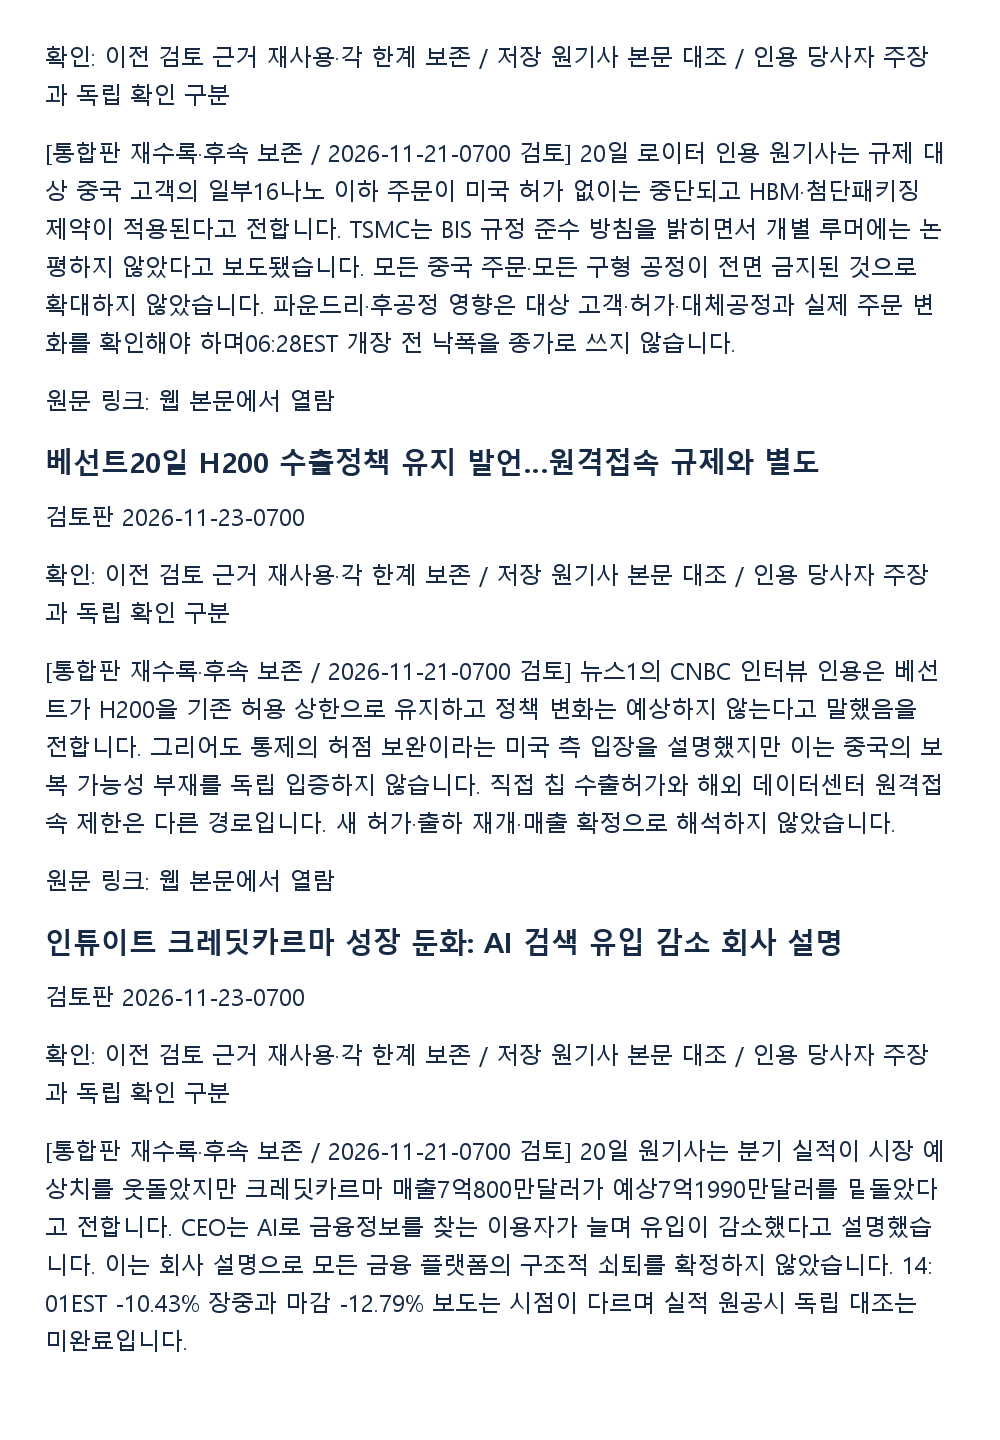 확인: 이전 검토 근거 재사용·각 한계 보존 / 저장 원기사 본문 대조 / 인용 당사자 주장
과 독립 확인 구분
[통합판 재수록·후속 보존 / 2026-11-21-0700 검토] 20일 로이터 인용 원기사는 규제 대
상 중국 고객의 일부16나노 이하 주문이 미국 허가 없이는 중단되고 HBM·첨단패키징
제약이 적용된다고 전합니다. TSMC는 BIS 규정 준수 방침을 밝히면서 개별 루머에는 논
평하지 않았다고 보도됐습니다. 모든 중국 주문·모든 구형 공정이 전면 금지된 것으로
확대하지 않았습니다. 파운드리·후공정 영향은 대상 고객·허가·대체공정과 실제 주문 변
화를 확인해야 하며06:28EST 개장 전 낙폭을 종가로 쓰지 않습니다.
원문 링크: 웹 본문에서 열람
베선트20일 H200 수출정책 유지 발언...원격접속 규제와 별도
검토판 2026-11-23-0700
확인: 이전 검토 근거 재사용·각 한계 보존 / 저장 원기사 본문 대조 / 인용 당사자 주장
과 독립 확인 구분
[통합판 재수록·후속 보존 / 2026-11-21-0700 검토] 뉴스1의 CNBC 인터뷰 인용은 베선
트가 H200을 기존 허용 상한으로 유지하고 정책 변화는 예상하지 않는다고 말했음을
전합니다. 그리어도 통제의 허점 보완이라는 미국 측 입장을 설명했지만 이는 중국의 보
복 가능성 부재를 독립 입증하지 않습니다. 직접 칩 수출허가와 해외 데이터센터 원격접
속 제한은 다른 경로입니다. 새 허가·출하 재개·매출 확정으로 해석하지 않았습니다.
원문 링크: 웹 본문에서 열람
인튜이트 크레딧카르마 성장 둔화: AI 검색 유입 감소 회사 설명
검토판 2026-11-23-0700
확인: 이전 검토 근거 재사용·각 한계 보존 / 저장 원기사 본문 대조 / 인용 당사자 주장
과 독립 확인 구분
[통합판 재수록·후속 보존 / 2026-11-21-0700 검토] 20일 원기사는 분기 실적이 시장 예
상치를 웃돌았지만 크레딧카르마 매출7억800만달러가 예상7억1990만달러를 밑돌았다
고 전합니다. CEO는 AI로 금융정보를 찾는 이용자가 늘며 유입이 감소했다고 설명했습
니다. 이는 회사 설명으로 모든 금융 플랫폼의 구조적 쇠퇴를 확정하지 않았습니다. 14:
01EST -10.43% 장중과 마감 -12.79% 보도는 시점이 다르며 실적 원공시 독립 대조는
미완료입니다.